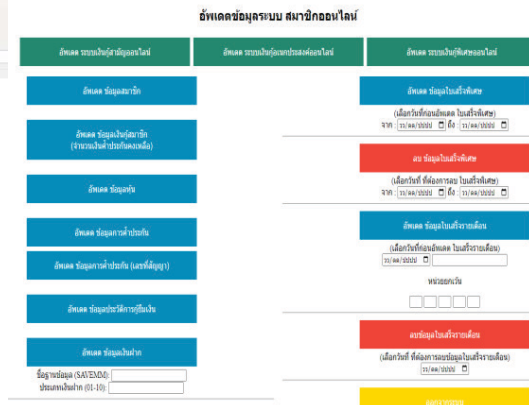 อัพเดตข้อมูลระบบ สมาชิกออนไลน์
อัพเดต ระบบเงินกู้สามัญออนไลน์
อัพเดต ระบบเงินกู้อเนกประสงค์ออนไลน์
อัพเดต ระบบเงินกู้พิเศษออนไลน์
อัพเดต ข้อมูลสมาชิก
อัพเดต ข้อมูลเงินกู้สมาชิก
(จำนวนเงินค้ำประกันคงเหลือ)
อัพเดต ข้อมูลหุ้น
อัพเดต ข้อมูลการค้ำประกัน
อัพเดต ข้อมูลการค้ำประกัน (เลขที่สัญญา)
อัพเดต ข้อมูลประวัติการกู้ยืมเงิน
อัพเดต ข้อมูลเงินฝาก
ชื่อฐานข้อมูล (SAVEMM):
ประเภทเงินฝาก (01-10):
อัพเดต ข้อมูลใบเสร็จพิเศษ
(เลือกวันที่ก่อนอัพเดต ใบเสร็จพิเศษ)
จาก : วว/ดด/ปปปป ถึง : วว/ดด/ปปปป
ลบ ข้อมูลใบเสร็จพิเศษ
(เลือกวันที่ ที่ต้องการลบ ใบเสร็จพิเศษ)
จาก : วว/ดด/ปปปป ถึง : วว/ดด/ปปปป
อัพเดต ข้อมูลใบเสร็จรายเดือน
(เลือกวันที่ก่อนอัพเดต ใบเสร็จรายเดือน)
วว/ดด/ปปปป
หน่วยยกเว้น
ลบข้อมูลใบเสร็จรายเดือน
(เลือกวันที่ ที่ต้องการลบข้อมูลใบเสร็จรายเดือน)
วว/ดด/ปปปป
ออกจากระบบ